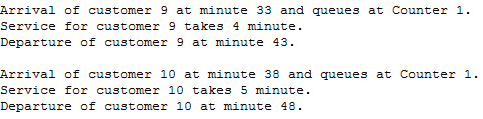 Arrival of customer 9 at minute 33 and queues at Counter 1.
Service for customer 9 takes 4 minute.
Departure of customer 9 at minute 43.
Arrival of customer 10 at minute 38 and queues at Counter 1.
Service for customer 10 takes 5 minute.
Departure of customer 10 at minute 48.